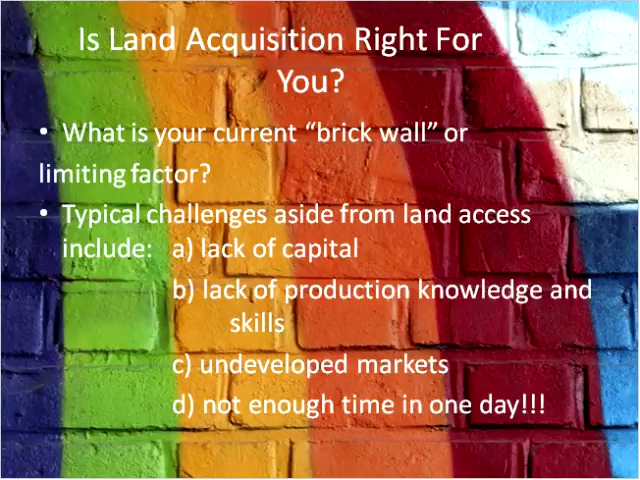 Is Land Acquisition Right For
You?
• What is your current “brick wall” or
limiting factor?
• Typical challenges aside from land access
include: a) lack of capital
b) lack of production knowledge and
skills
c) undeveloped markets
d) not enough time in one day!!!